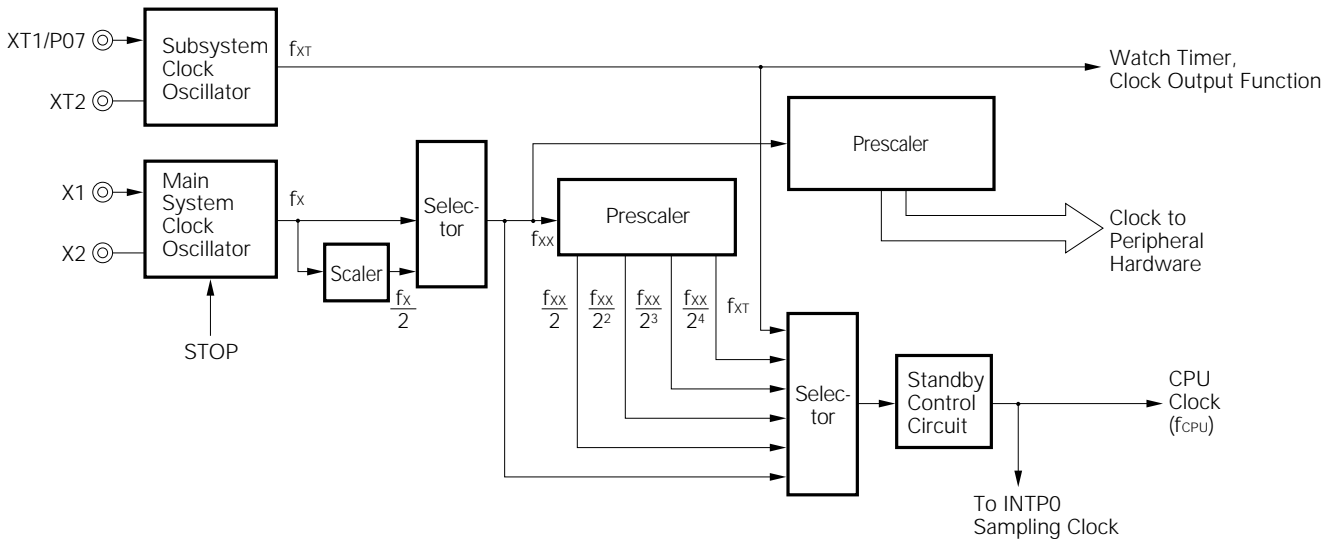 XT1/P07
XT2
Subsystem
Clock
Oscillator
fXT
Watch Timer,
Clock Output Function
X1
X2
Main
System
Clock
Oscillator
STOP
fX
Scaler
fX
2
Selec-
tor
fXX
Prescaler
Prescaler
Clock to
Peripheral
Hardware
fXX
2
fXX
2²
fXX
2³
fXX
2⁴
fXT
Selec-
tor
Standby
Control
Circuit
CPU
Clock
(fCPU)
To INTP0
Sampling Clock